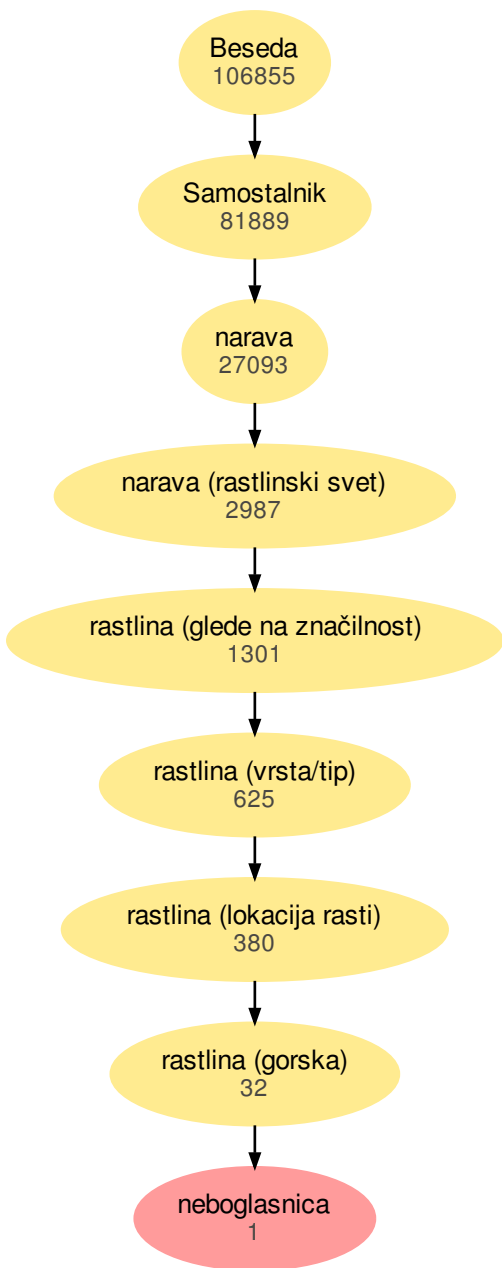 Beseda
106855
Samostalnik
81889
narava
27093
narava (rastlinski svet)
2987
rastlina (glede na značilnost)
1301
rastlina (vrsta/tip)
625
rastlina (lokacija rasti)
380
rastlina (gorska)
32
neboglasnica
1